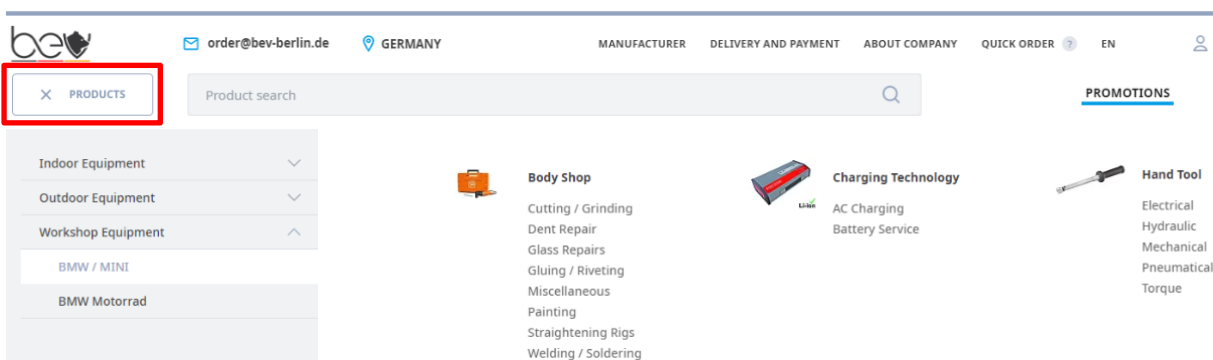 bev
order@bev-berlin.de
GERMANY
MANUFACTURER
DELIVERY AND PAYMENT
ABOUT COMPANY
QUICK ORDER ?
EN
PRODUCTS
Product search
PROMOTIONS
Indoor Equipment
Outdoor Equipment
Workshop Equipment
BMW / MINI
BMW Motorrad
Body Shop
Cutting / Grinding
Dent Repair
Glass Repairs
Gluing / Riveting
Miscellaneous
Painting
Straightening Rigs
Welding / Soldering
Li-Ion
Charging Technology
AC Charging
Battery Service
Hand Tool
Electrical
Hydraulic
Mechanical
Pneumatical
Torque